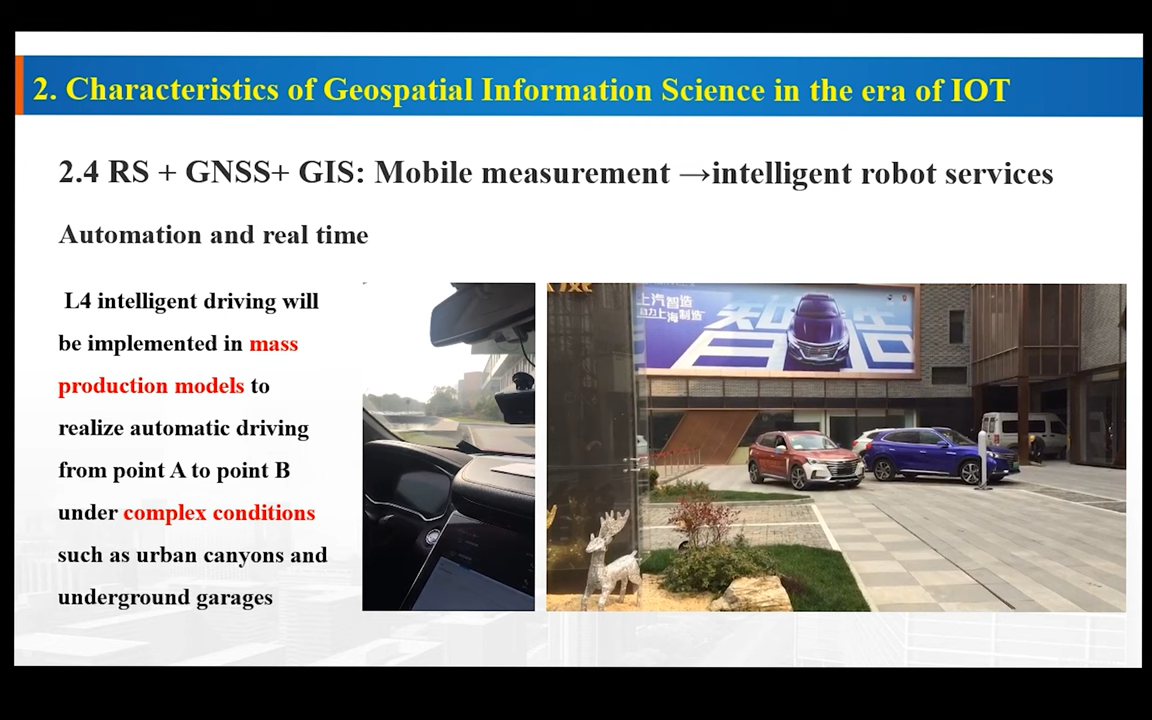 2. Characteristics of Geospatial Information Science in the era of IOT
2.4 RS + GNSS+ GIS: Mobile measurement →intelligent robot services
Automation and real time
L4 intelligent driving will
be implemented in mass
production models to
realize automatic driving
from point A to point B
under complex conditions
such as urban canyons and
underground garages
上汽智造
动力上海制造